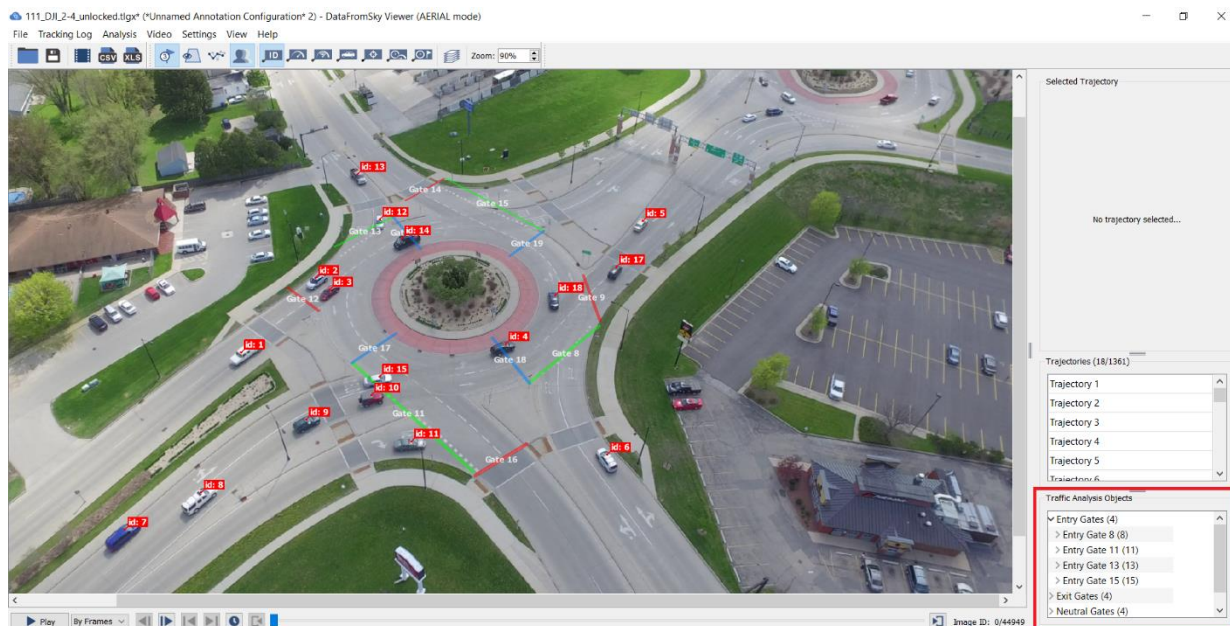 111_DJI_2-4_unlocked.tlgx* (*Unnamed Annotation Configuration* 2) - DataFromSky Viewer (AERIAL mode)
File Tracking Log Analysis Video Settings View Help
CSV XLS ID Zoom: 90%
Selected Trajectory
No trajectory selected...
id: 13
Gate 14
Gate 15
id: 12
Gate 13
id: 14
Gate 19
id: 5
id: 17
id: 2
id: 3
Gate 12
id: 18
Gate 9
id: 1
Gate 17
id: 4
Gate 18
Gate 8
id: 15
id: 10
Gate 11
id: 9
id: 11
Gate 16
id: 6
id: 8
id: 7
Trajectories (18/1361)
Trajectory 1
Trajectory 2
Trajectory 3
Trajectory 4
Trajectory 5
Trajectory 6
Traffic Analysis Objects
Entry Gates (4)
Entry Gate 8 (8)
Entry Gate 11 (11)
Entry Gate 13 (13)
Entry Gate 15 (15)
Exit Gates (4)
Neutral Gates (4)
Play By Frames Image ID: 0/44949